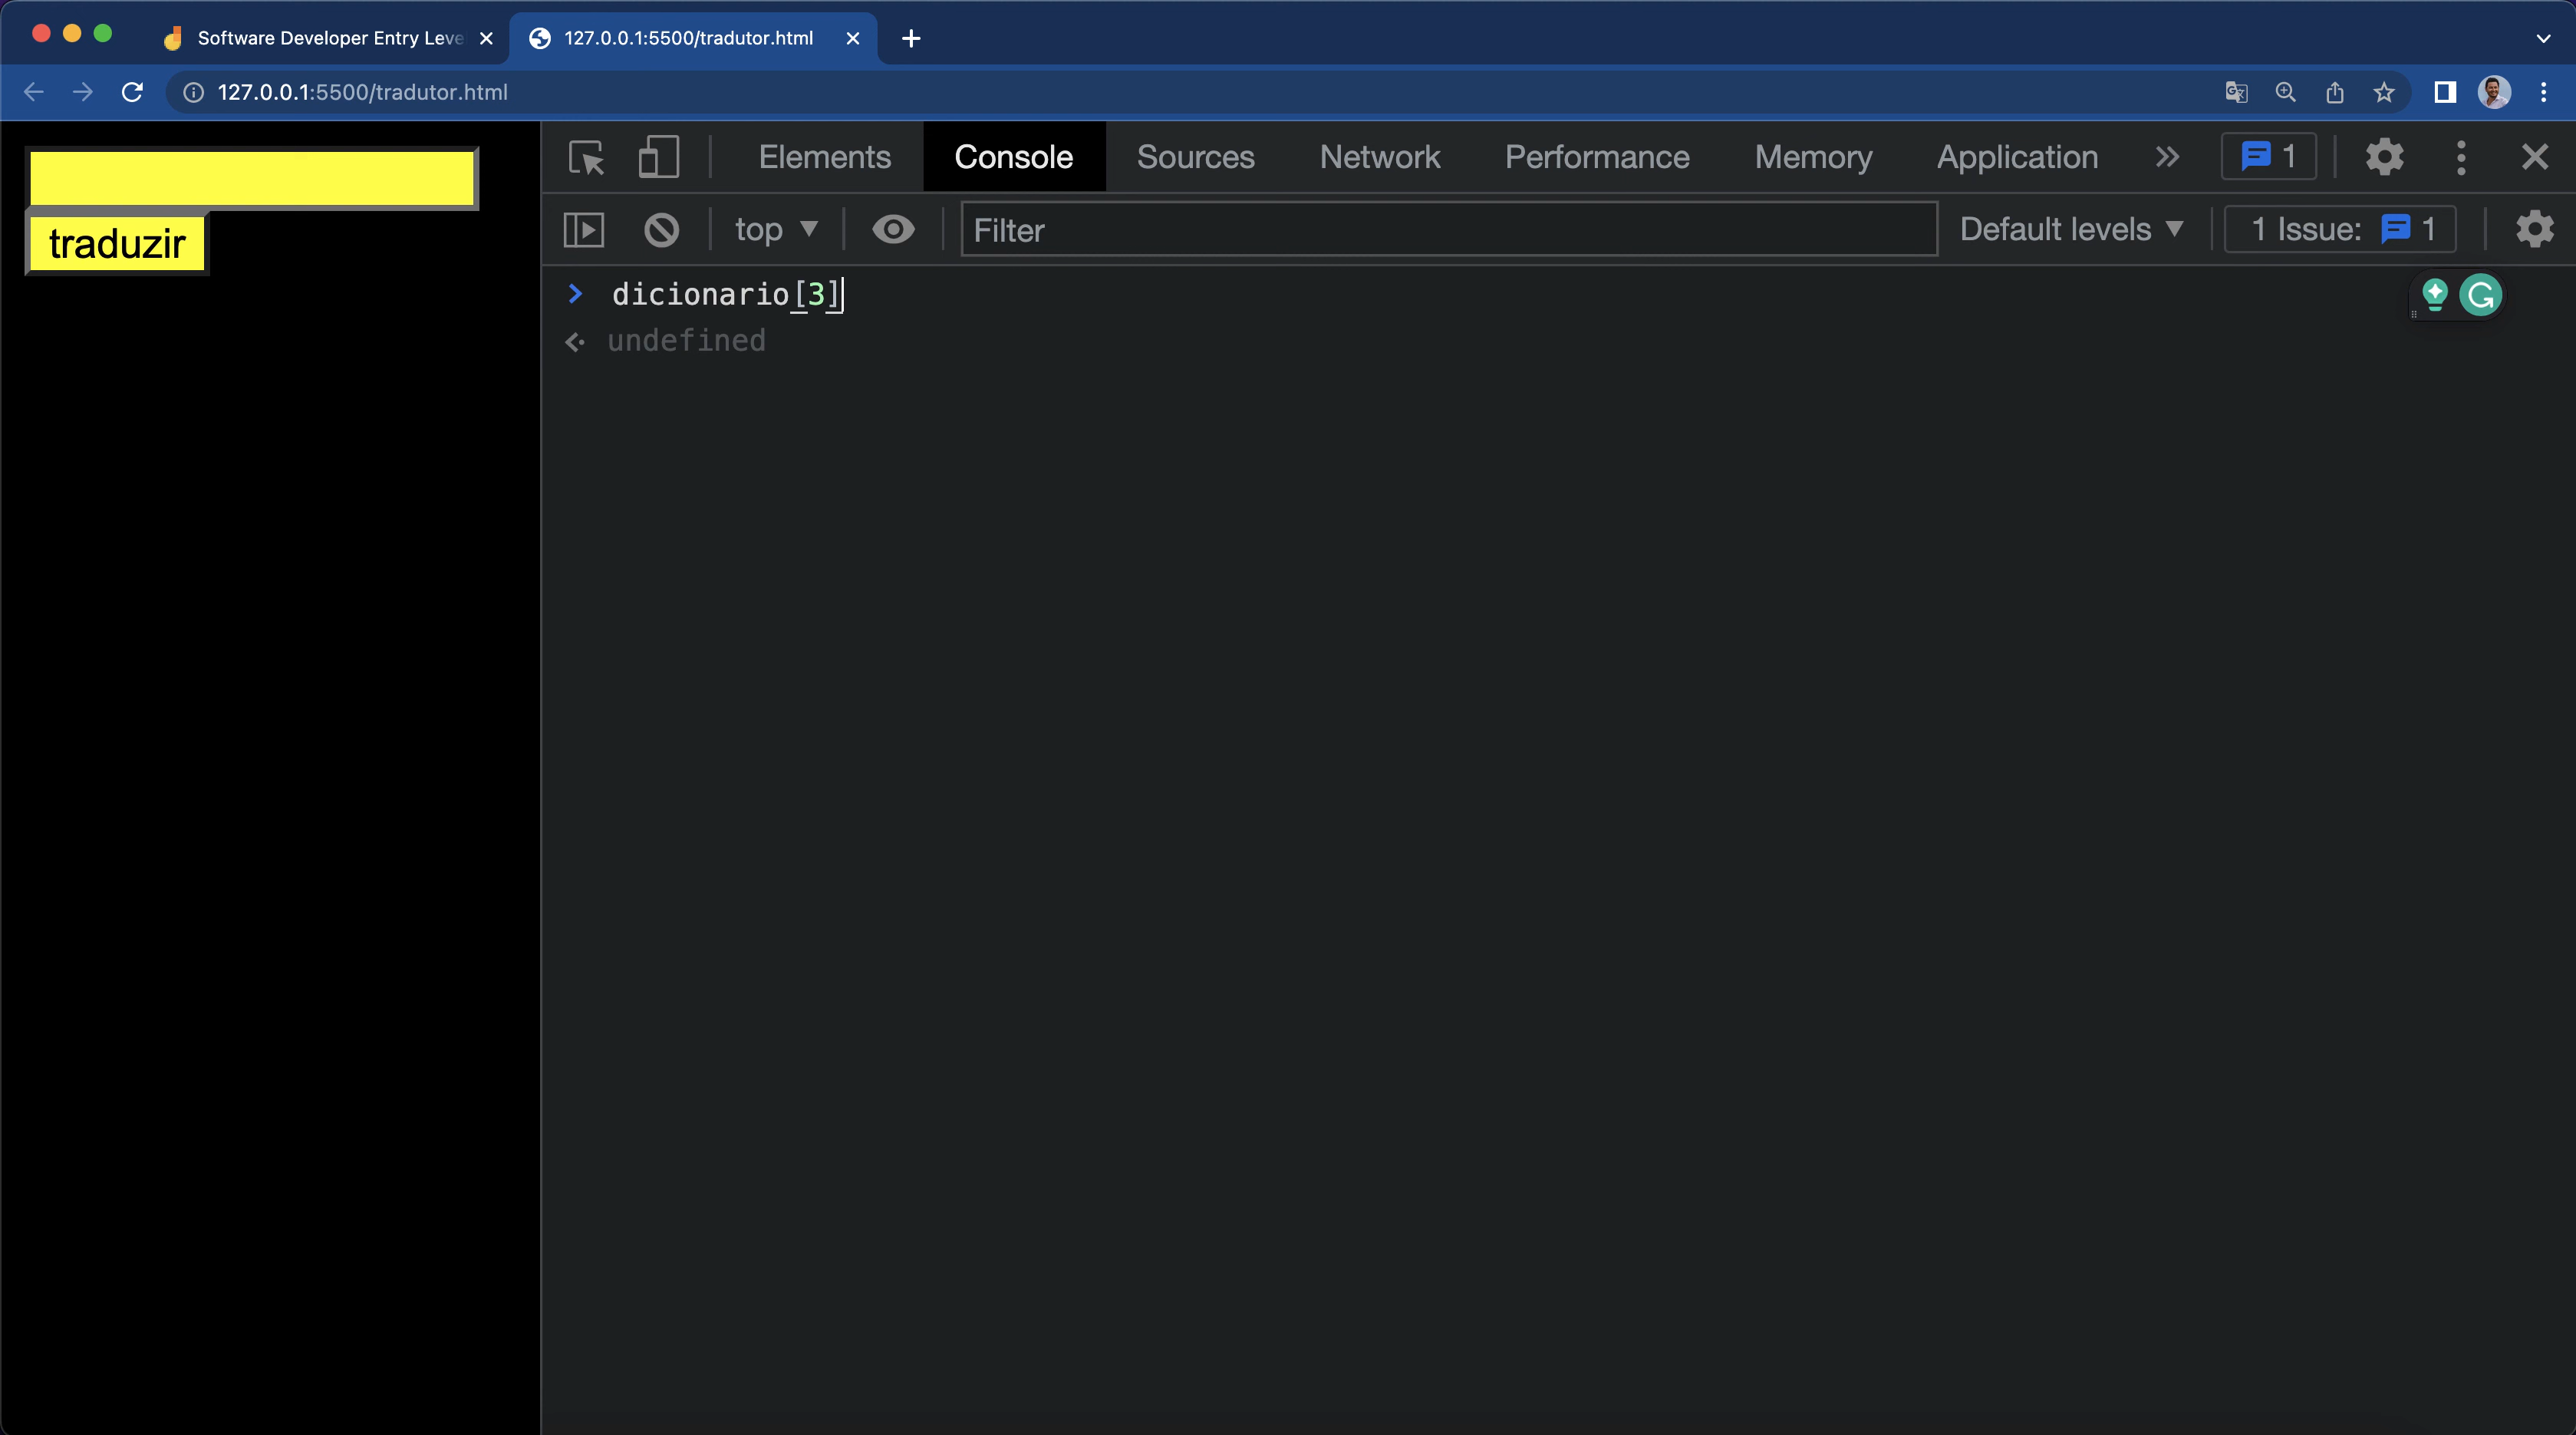 Software Developer Entry Leve
127.0.0.1:5500/tradutor.html
127.0.0.1:5500/tradutor.html
Elements Console Sources Network Performance Memory Application 1
top Filter Default levels 1 Issue: 1
traduzir
dicionario[3]
undefined